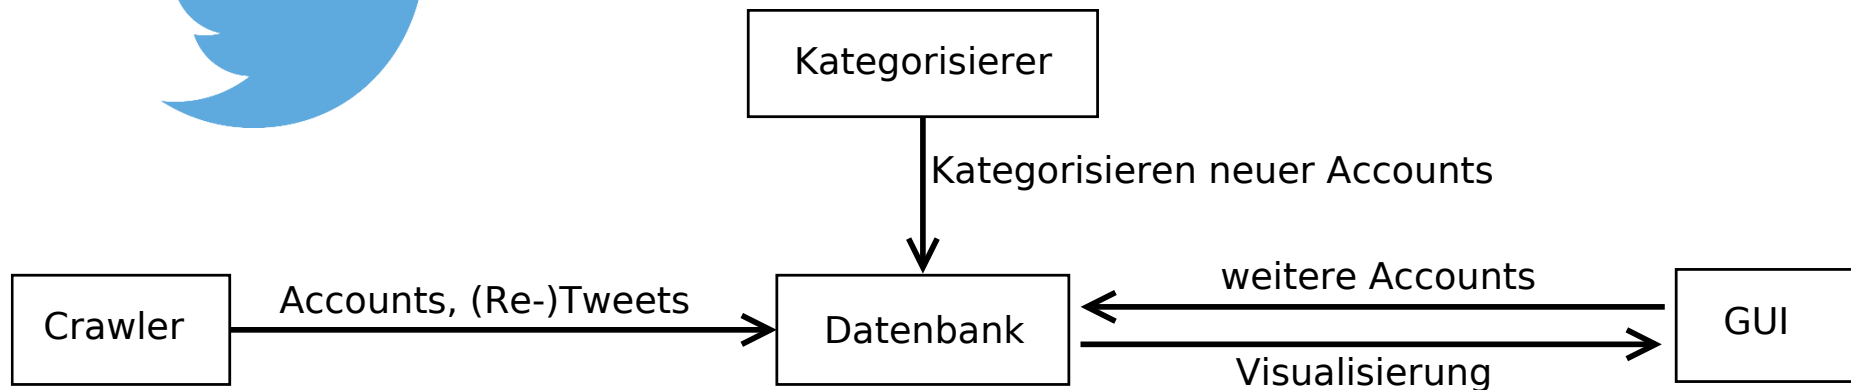 Kategorisierer
Kategorisieren neuer Accounts
Crawler
Accounts, (Re-)Tweets
Datenbank
weitere Accounts
Visualisierung
GUI